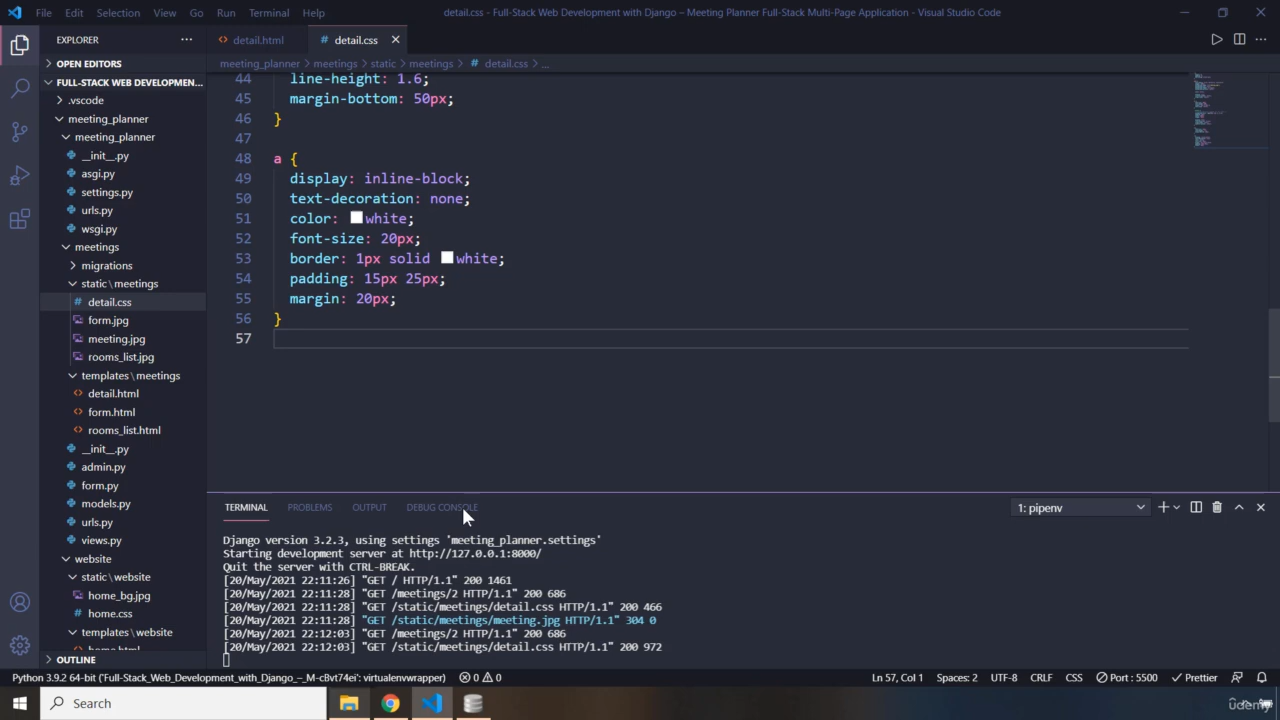 File Edit Selection View Go Run Terminal Help
detail.css - Full-Stack Web Development with Django – Meeting Planner Full-Stack Multi-Page Application - Visual Studio Code
EXPLORER
OPEN EDITORS
FULL-STACK WEB DEVELOPMEN...
.vscode
meeting_planner
meeting_planner
__init__.py
asgi.py
settings.py
urls.py
wsgi.py
meetings
migrations
static\meetings
detail.css
form.jpg
meeting.jpg
rooms_list.jpg
templates\meetings
detail.html
form.html
rooms_list.html
__init__.py
admin.py
form.py
models.py
urls.py
views.py
website
static\website
home_bg.jpg
home.css
templates\website
OUTLINE
detail.html
detail.css
meeting_planner > meetings > static > meetings > # detail.css > ...
44 line-height: 1.6;
45 margin-bottom: 50px;
46 }
47
48 a {
49 display: inline-block;
50 text-decoration: none;
51 color: white;
52 font-size: 20px;
53 border: 1px solid white;
54 padding: 15px 25px;
55 margin: 20px;
56 }
57
TERMINAL PROBLEMS OUTPUT DEBUG CONSOLE
1: pipenv
Django version 3.2.3, using settings 'meeting_planner.settings'
Starting development server at http://127.0.0.1:8000/
Quit the server with CTRL-BREAK.
[20/May/2021 22:11:26] "GET / HTTP/1.1" 200 1461
[20/May/2021 22:11:28] "GET /meetings/2 HTTP/1.1" 200 686
[20/May/2021 22:11:28] "GET /static/meetings/detail.css HTTP/1.1" 200 466
[20/May/2021 22:11:28] "GET /static/meetings/meeting.jpg HTTP/1.1" 304 0
[20/May/2021 22:12:03] "GET /meetings/2 HTTP/1.1" 200 686
[20/May/2021 22:12:03] "GET /static/meetings/detail.css HTTP/1.1" 200 972
Python 3.9.2 64-bit ('Full-Stack_Web_Development_with_Django_–_M-cBvt74ei': virtualenvwrapper) 0 0
Ln 57, Col 1 Spaces: 2 UTF-8 CRLF CSS Port : 5500 Prettier
Search
udemy